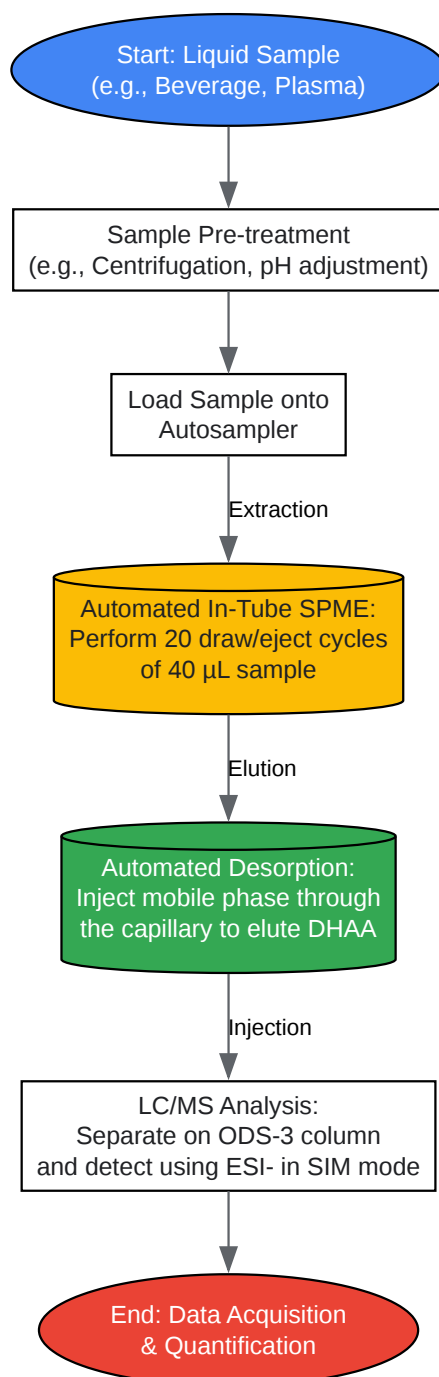 Start: Liquid Sample
(e.g., Beverage, Plasma)
Sample Pre-treatment
(e.g., Centrifugation, pH adjustment)
Load Sample onto
Autosampler
Extraction
Automated In-Tube SPME:
Perform 20 draw/eject cycles
of 40 µL sample
Elution
Automated Desorption:
Inject mobile phase through
the capillary to elute DHAA
Injection
LC/MS Analysis:
Separate on ODS-3 column
and detect using ESI- in SIM mode
End: Data Acquisition
& Quantification